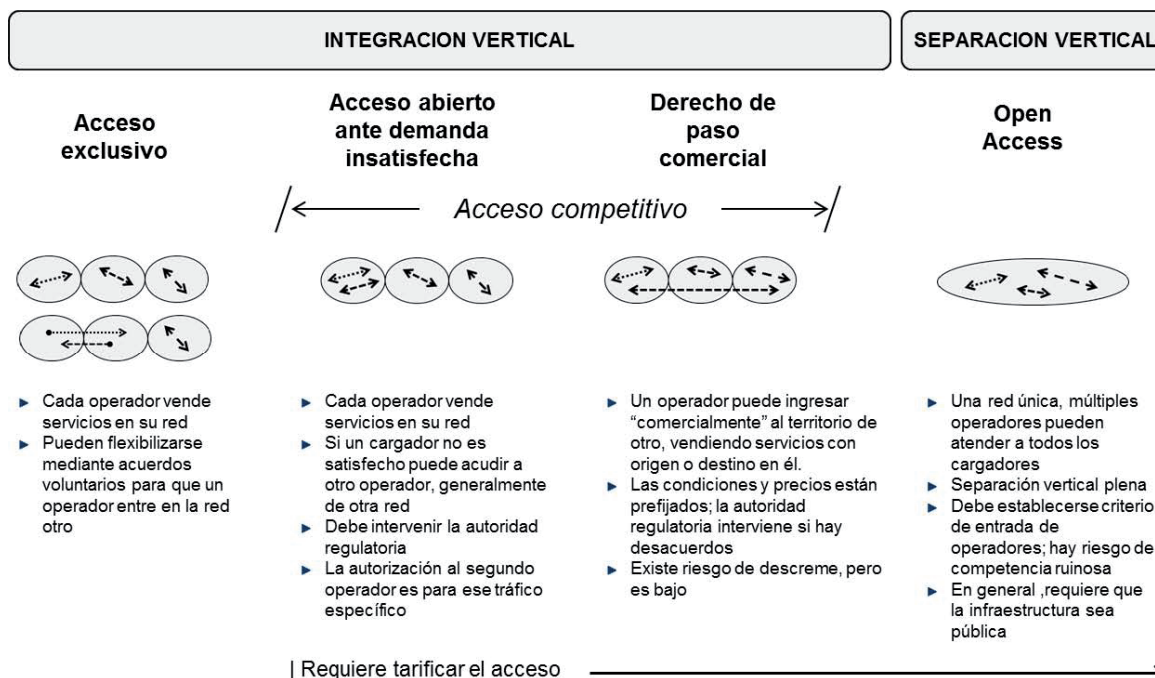 INTEGRACION VERTICAL
SEPARACION VERTICAL
Acceso
exclusivo
Acceso abierto
ante demanda
insatisfecha
Derecho de
paso
comercial
Open
Access
Acceso competitivo
► Cada operador vende
servicios en su red
► Pueden flexibilizarse
mediante acuerdos
voluntarios para que un
operador entre en la red
otro
► Cada operador vende
servicios en su red
► Si un cargador no es
satisfecho puede acudir a
otro operador, generalmente
de otra red
► Debe intervenir la autoridad
regulatoria
► La autorización al segundo
operador es para ese tráfico
específico
► Un operador puede ingresar
“comercialmente” al territorio de
otro, vendiendo servicios con
origen o destino en él.
► Las condiciones y precios están
prefijados; la autoridad
regulatoria interviene si hay
desacuerdos
► Existe riesgo de descreme, pero
es bajo
► Una red única, múltiples
operadores pueden
atender a todos los
cargadores
► Separación vertical plena
► Debe establecerse criterio
de entrada de
operadores; hay riesgo de
competencia ruinosa
► En general ,requiere que
la infraestructura sea
pública
| Requiere tarificar el acceso